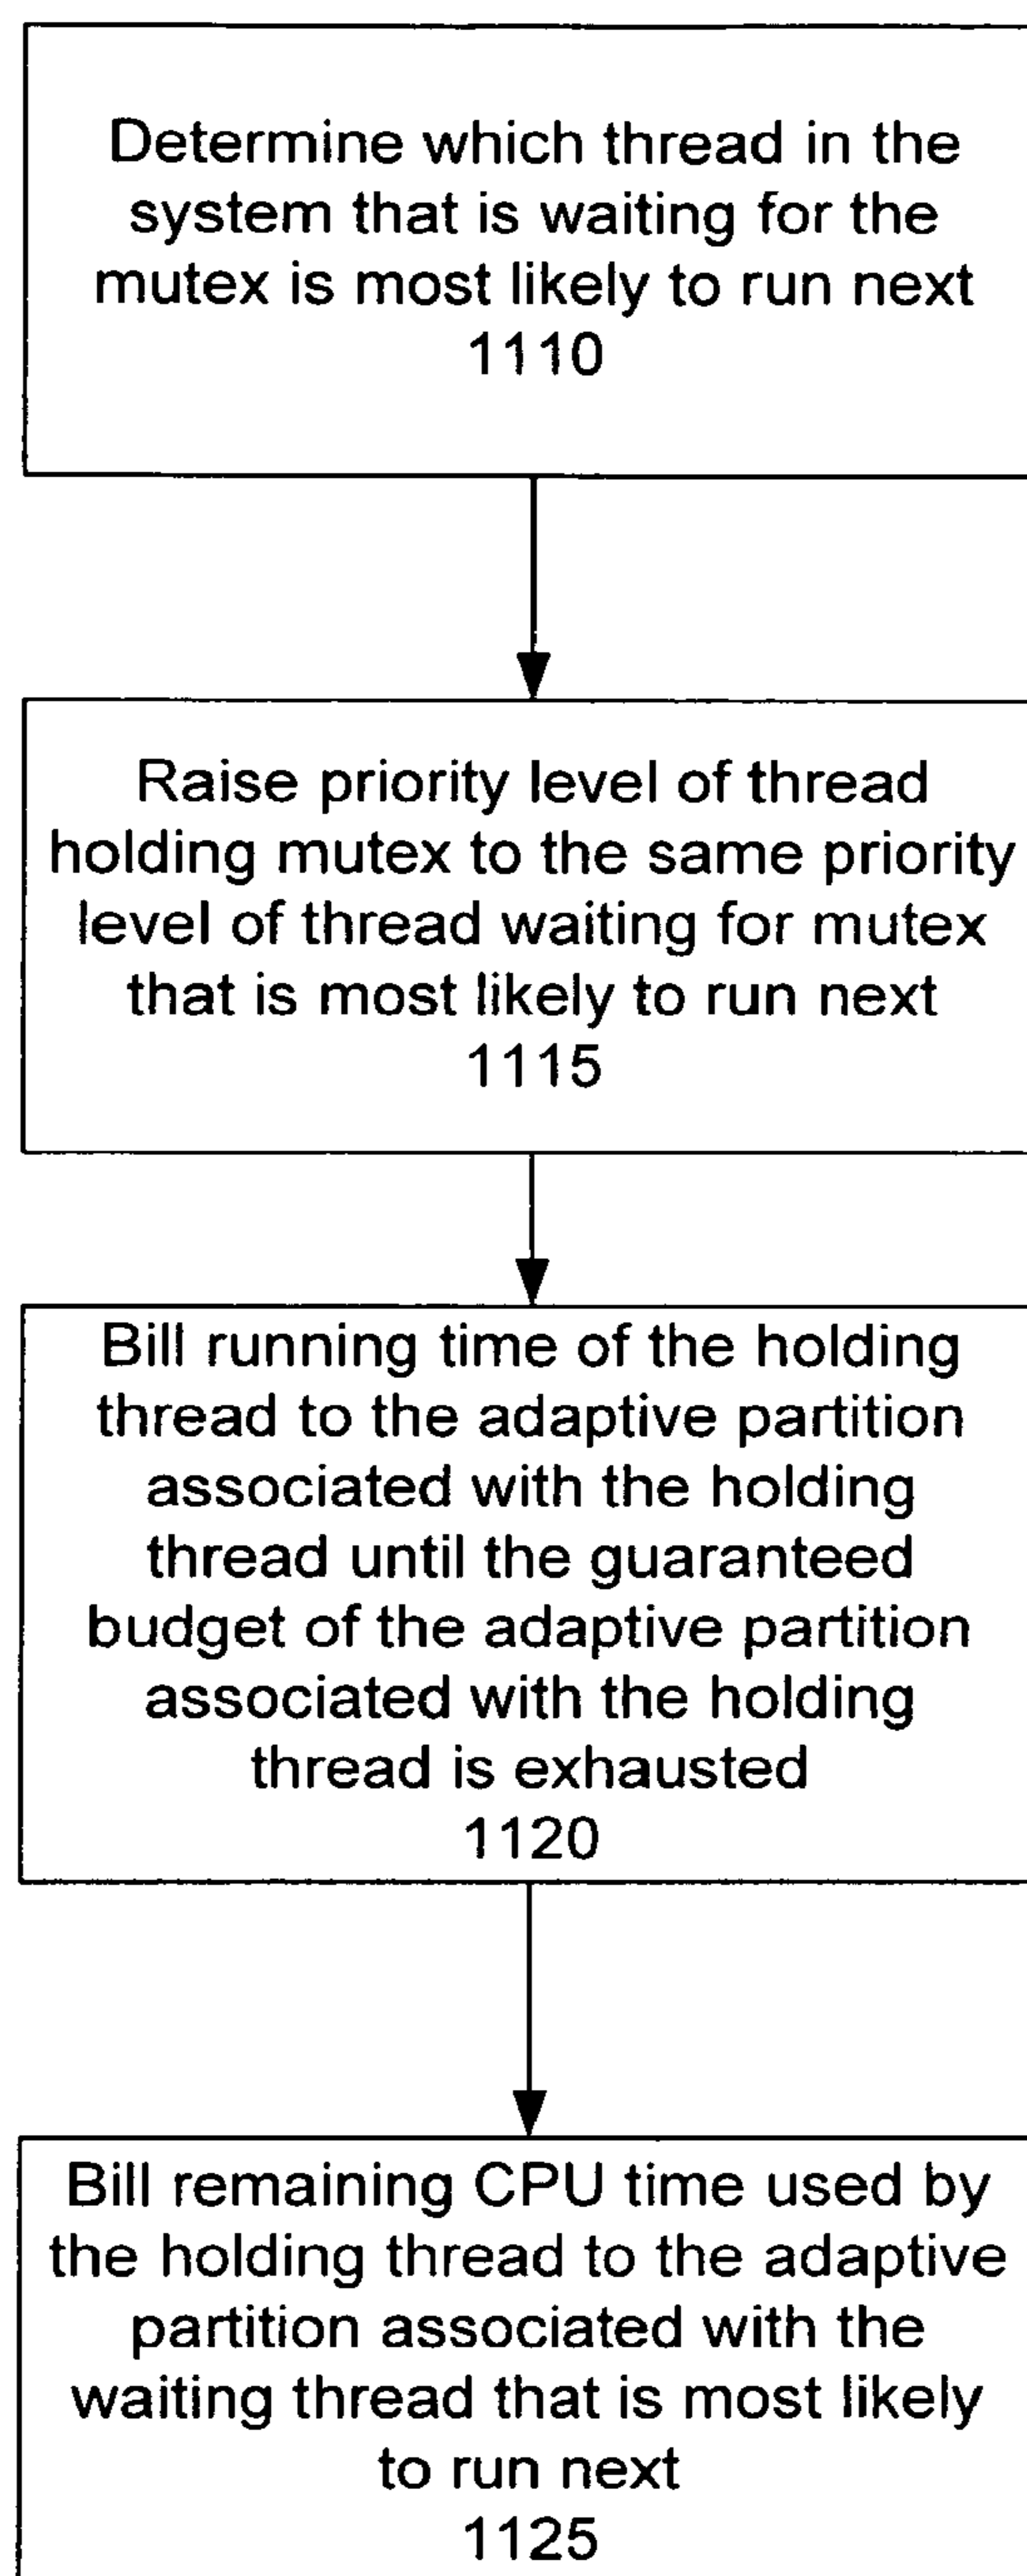 Determine which thread in the
system that is waiting for the
mutex is most likely to run next
1110
Raise priority level of thread
holding mutex to the same priority
level of thread waiting for mutex
that is most likely to run next
1115
Bill running time of the holding
thread to the adaptive partition
associated with the holding
thread until the guaranteed
budget of the adaptive partition
associated with the holding
thread is exhausted
1120
Bill remaining CPU time used by
the holding thread to the adaptive
partition associated with the
waiting thread that is most likely
to run next
1125